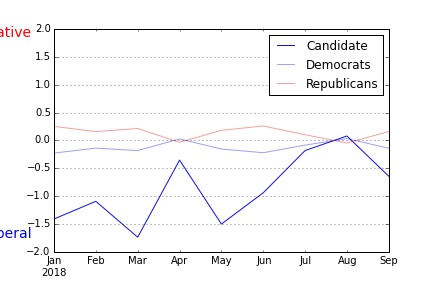 ative
2.0
1.5
1.0
0.5
0.0
−0.5
−1.0
−1.5
−2.0
beral
Candidate
Democrats
Republicans
Jan Feb Mar Apr May Jun Jul Aug Sep
2018